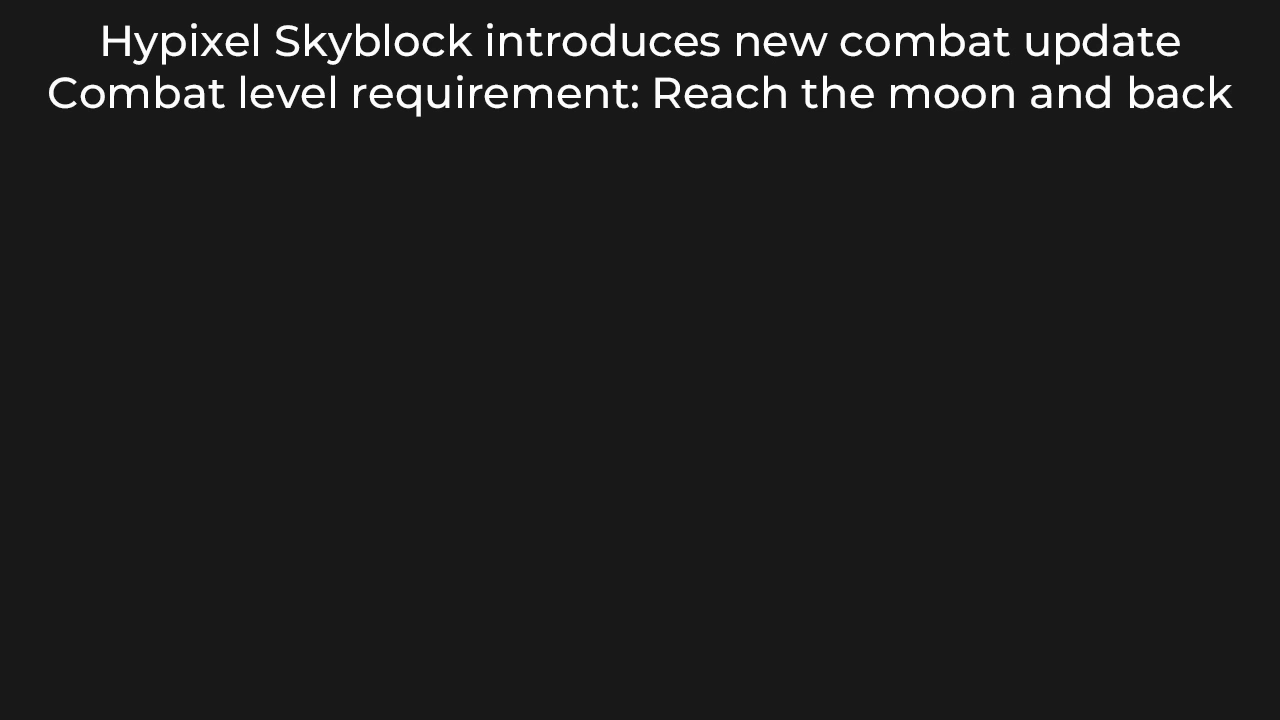 Hypixel Skyblock introduces new combat update
Combat level requirement: Reach the moon and back